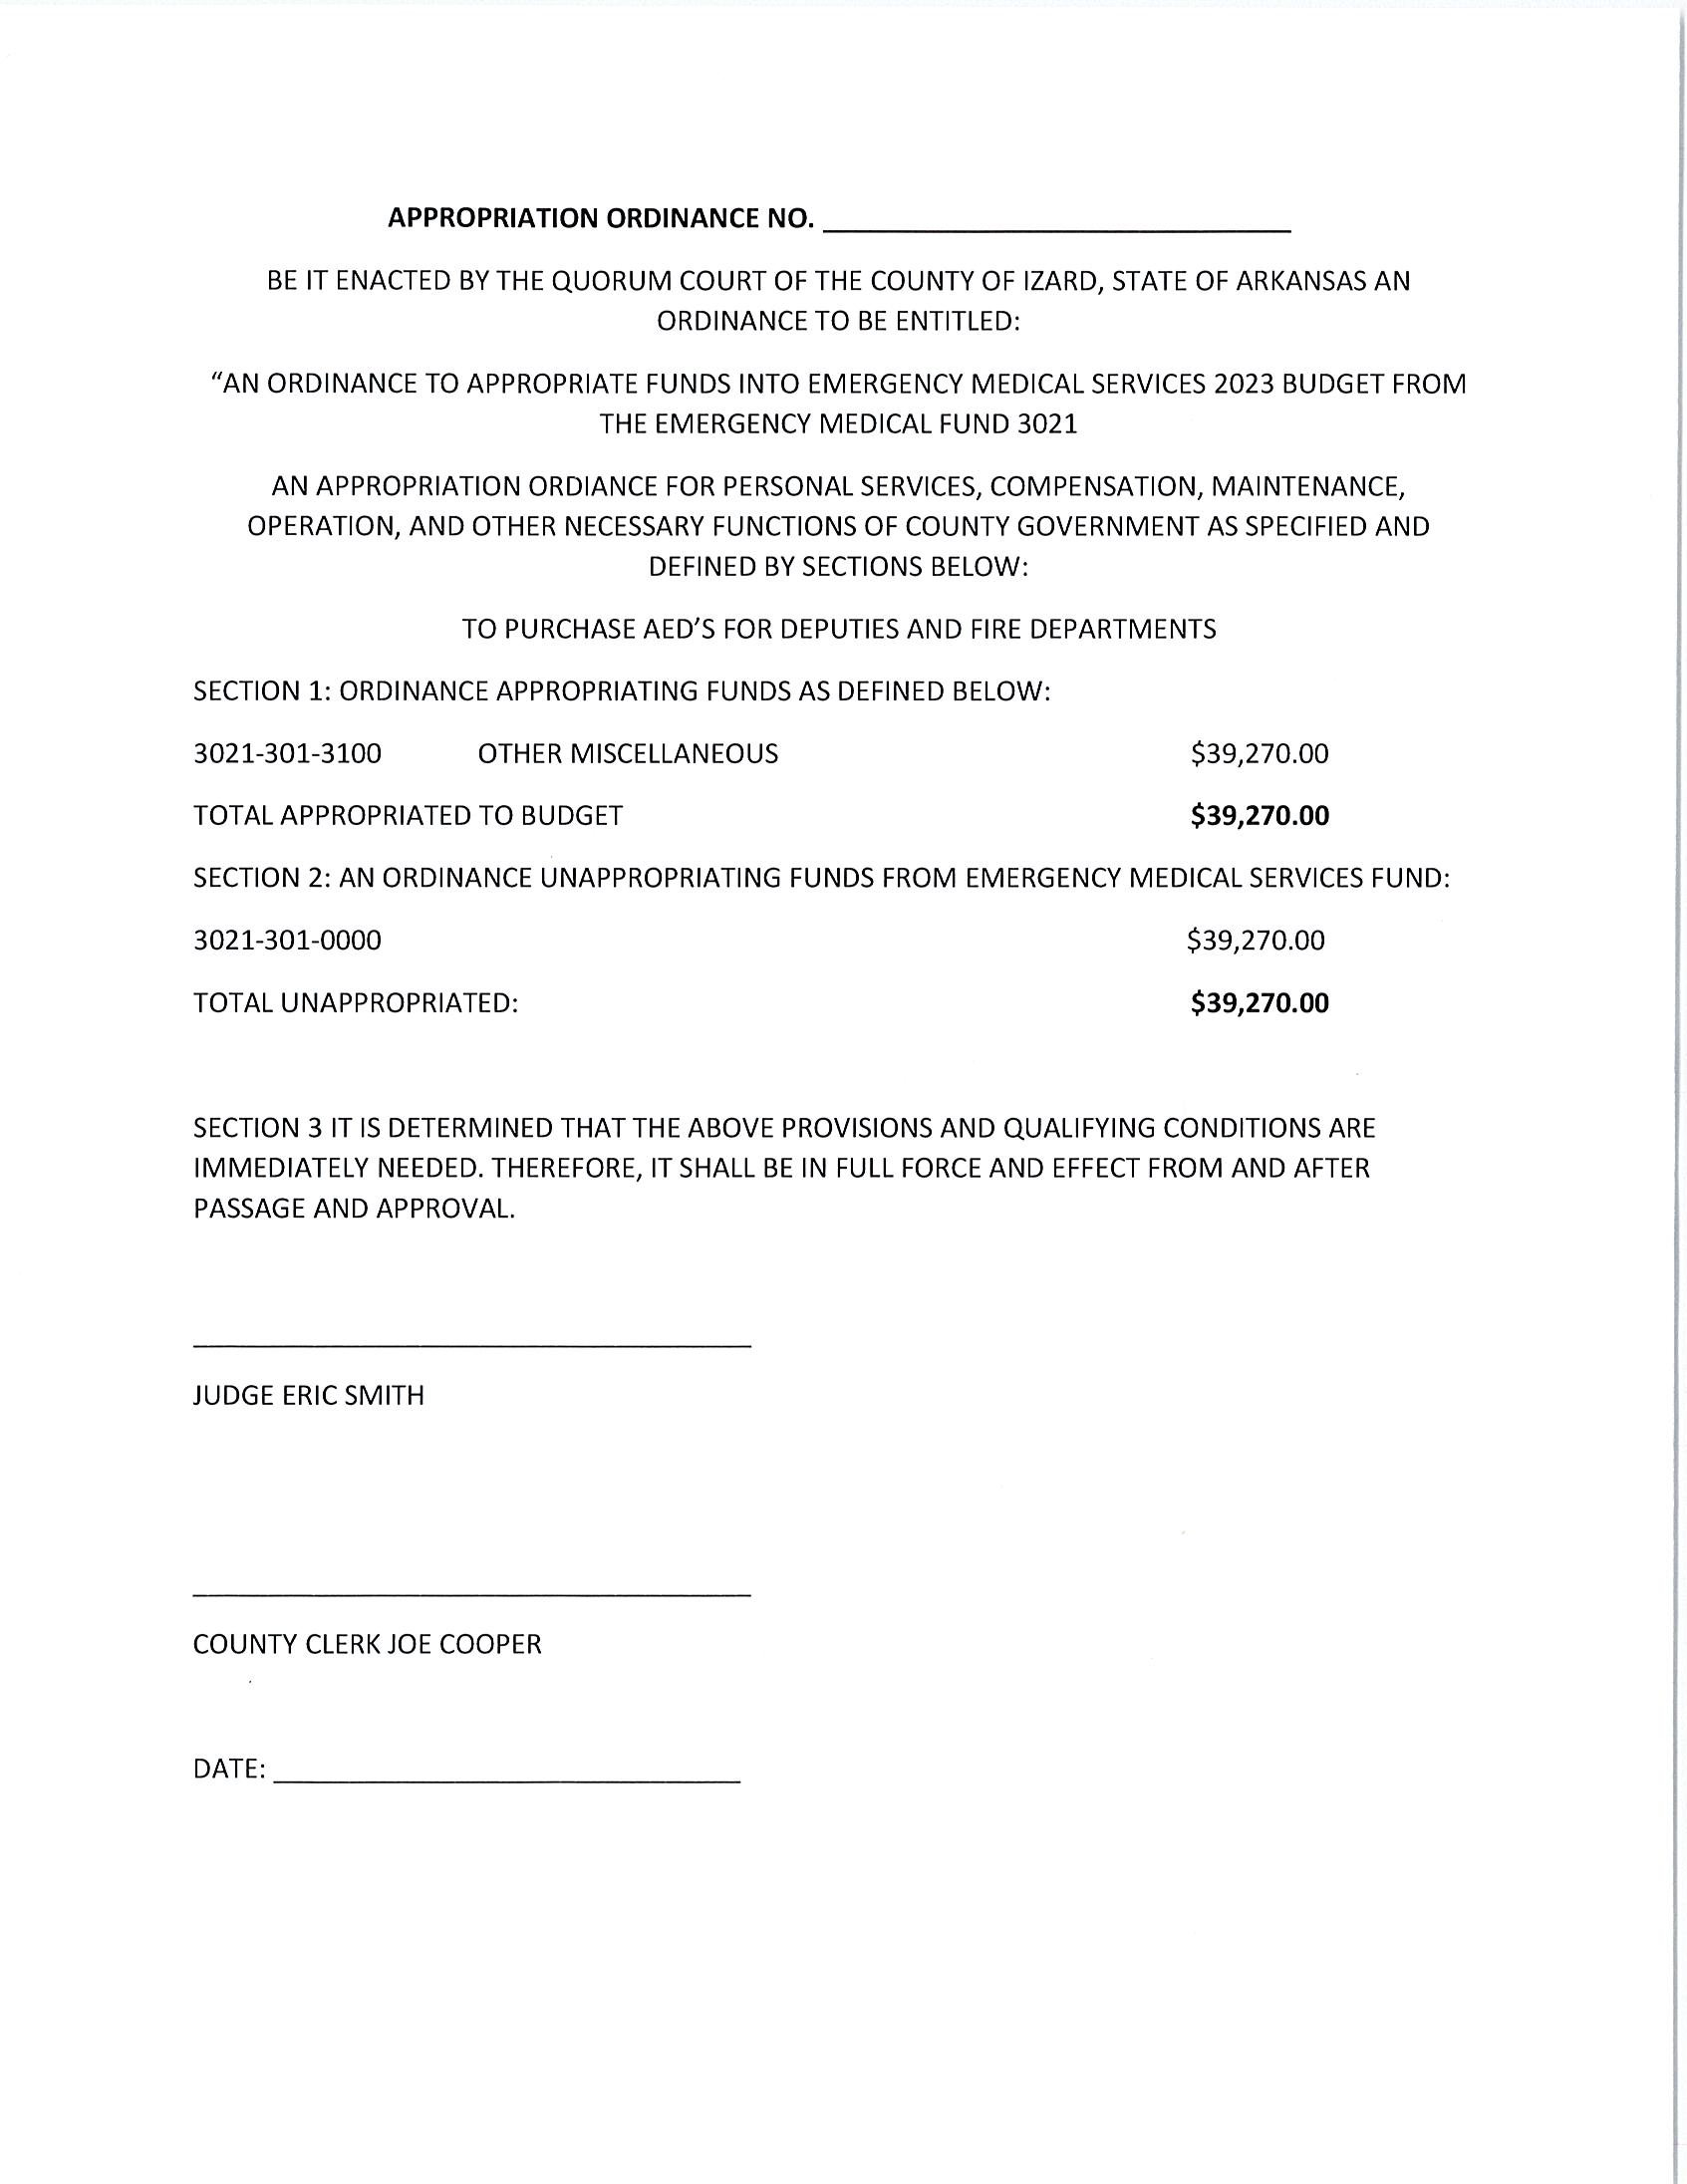 APPROPRIATION ORDINANCE NO. ____________________
BE IT ENACTED BY THE QUORUM COURT OF THE COUNTY OF IZARD, STATE OF ARKANSAS AN
ORDINANCE TO BE ENTITLED:
“AN ORDINANCE TO APPROPRIATE FUNDS INTO EMERGENCY MEDICAL SERVICES 2023 BUDGET FROM
THE EMERGENCY MEDICAL FUND 3021
AN APPROPRIATION ORDIANCE FOR PERSONAL SERVICES, COMPENSATION, MAINTENANCE,
OPERATION, AND OTHER NECESSARY FUNCTIONS OF COUNTY GOVERNMENT AS SPECIFIED AND
DEFINED BY SECTIONS BELOW:
TO PURCHASE AED’S FOR DEPUTIES AND FIRE DEPARTMENTS
SECTION 1: ORDINANCE APPROPRIATING FUNDS AS DEFINED BELOW:
3021-301-3100 OTHER MISCELLANEOUS $39,270.00
TOTAL APPROPRIATED TO BUDGET $39,270.00
SECTION 2: AN ORDINANCE UNAPPROPRIATING FUNDS FROM EMERGENCY MEDICAL SERVICES FUND:
3021-301-0000 $39,270.00
TOTAL UNAPPROPRIATED: $39,270.00
SECTION 3 IT IS DETERMINED THAT THE ABOVE PROVISIONS AND QUALIFYING CONDITIONS ARE
IMMEDIATELY NEEDED. THEREFORE, IT SHALL BE IN FULL FORCE AND EFFECT FROM AND AFTER
PASSAGE AND APPROVAL.
JUDGE ERIC SMITH
COUNTY CLERK JOE COOPER
DATE: ____________________